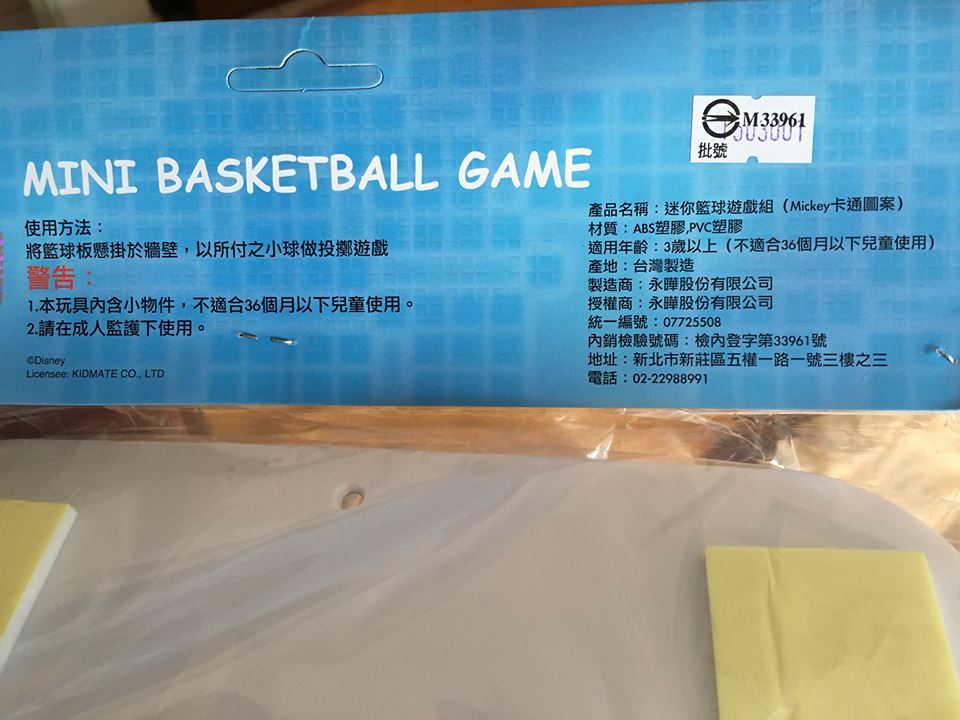 M33961
批號
MINI BASKETBALL GAME
使用方法：
將籃球板懸掛於牆壁，以所付之小球做投擲遊戲
警告：
1.本玩具內含小物件，不適合36個月以下兒童使用。
2.請在成人監護下使用。
©Disney
Licensee: KIDMATE CO., LTD
產品名稱：迷你籃球遊戲組（Mickey卡通圖案）
材質：ABS塑膠,PVC塑膠
適用年齡：3歲以上（不適合36個月以下兒童使用）
產地：台灣製造
製造商：永曄股份有限公司
授權商：永曄股份有限公司
統一編號：07725508
內銷檢驗號碼：檢內登字第33961號
地址：新北市新莊區五權一路一號三樓之三
電話：02-22988991